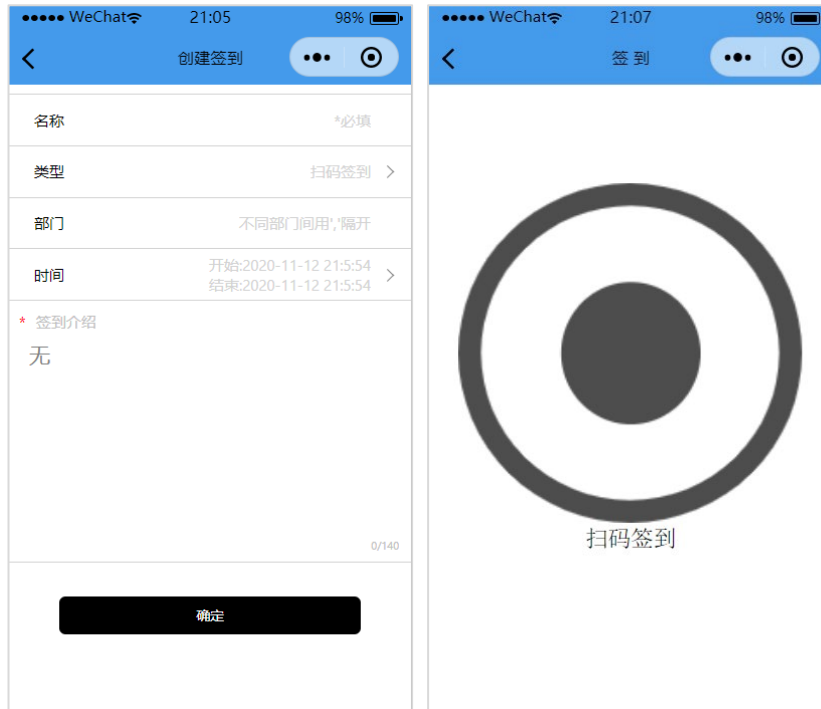 WeChat 21:05 98%
创建签到
名称 *必填
类型 扫码签到
部门 不同部门间用','隔开
时间 开始:2020-11-12 21:5:54
结束:2020-11-12 21:5:54
* 签到介绍
无
0/140
确定
WeChat 21:07 98%
签 到
扫码签到